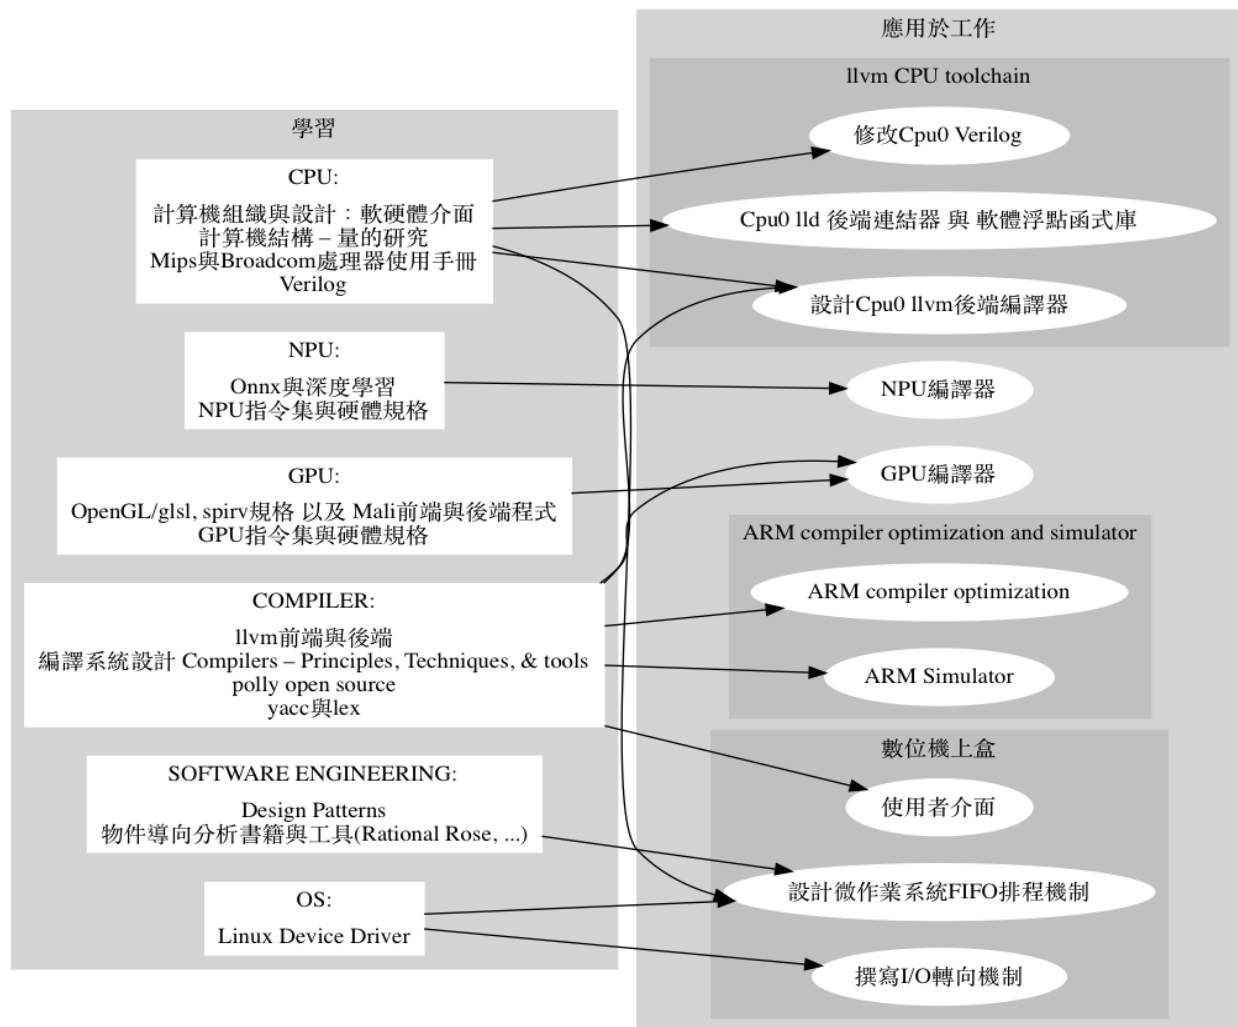 學習
CPU:
計算機組織與設計：軟硬體介面
計算機結構 – 量的研究
Mips與Broadcom處理器使用手冊
Verilog
NPU:
Onnx與深度學習
NPU指令集與硬體規格
GPU:
OpenGL/glsl, spirv規格 以及 Mali前端與後端程式
GPU指令集與硬體規格
COMPILER:
llvm前端與後端
編譯系統設計 Compilers – Principles, Techniques, & tools
polly open source
yacc與lex
SOFTWARE ENGINEERING:
Design Patterns
物件導向分析書籍與工具(Rational Rose, ...)
OS:
Linux Device Driver
應用於工作
llvm CPU toolchain
修改Cpu0 Verilog
Cpu0 lld 後端連結器 與 軟體浮點函式庫
設計Cpu0 llvm後端編譯器
NPU編譯器
GPU編譯器
ARM compiler optimization and simulator
ARM compiler optimization
ARM Simulator
數位機上盒
使用者介面
設計微作業系統FIFO排程機制
撰寫I/O轉向機制